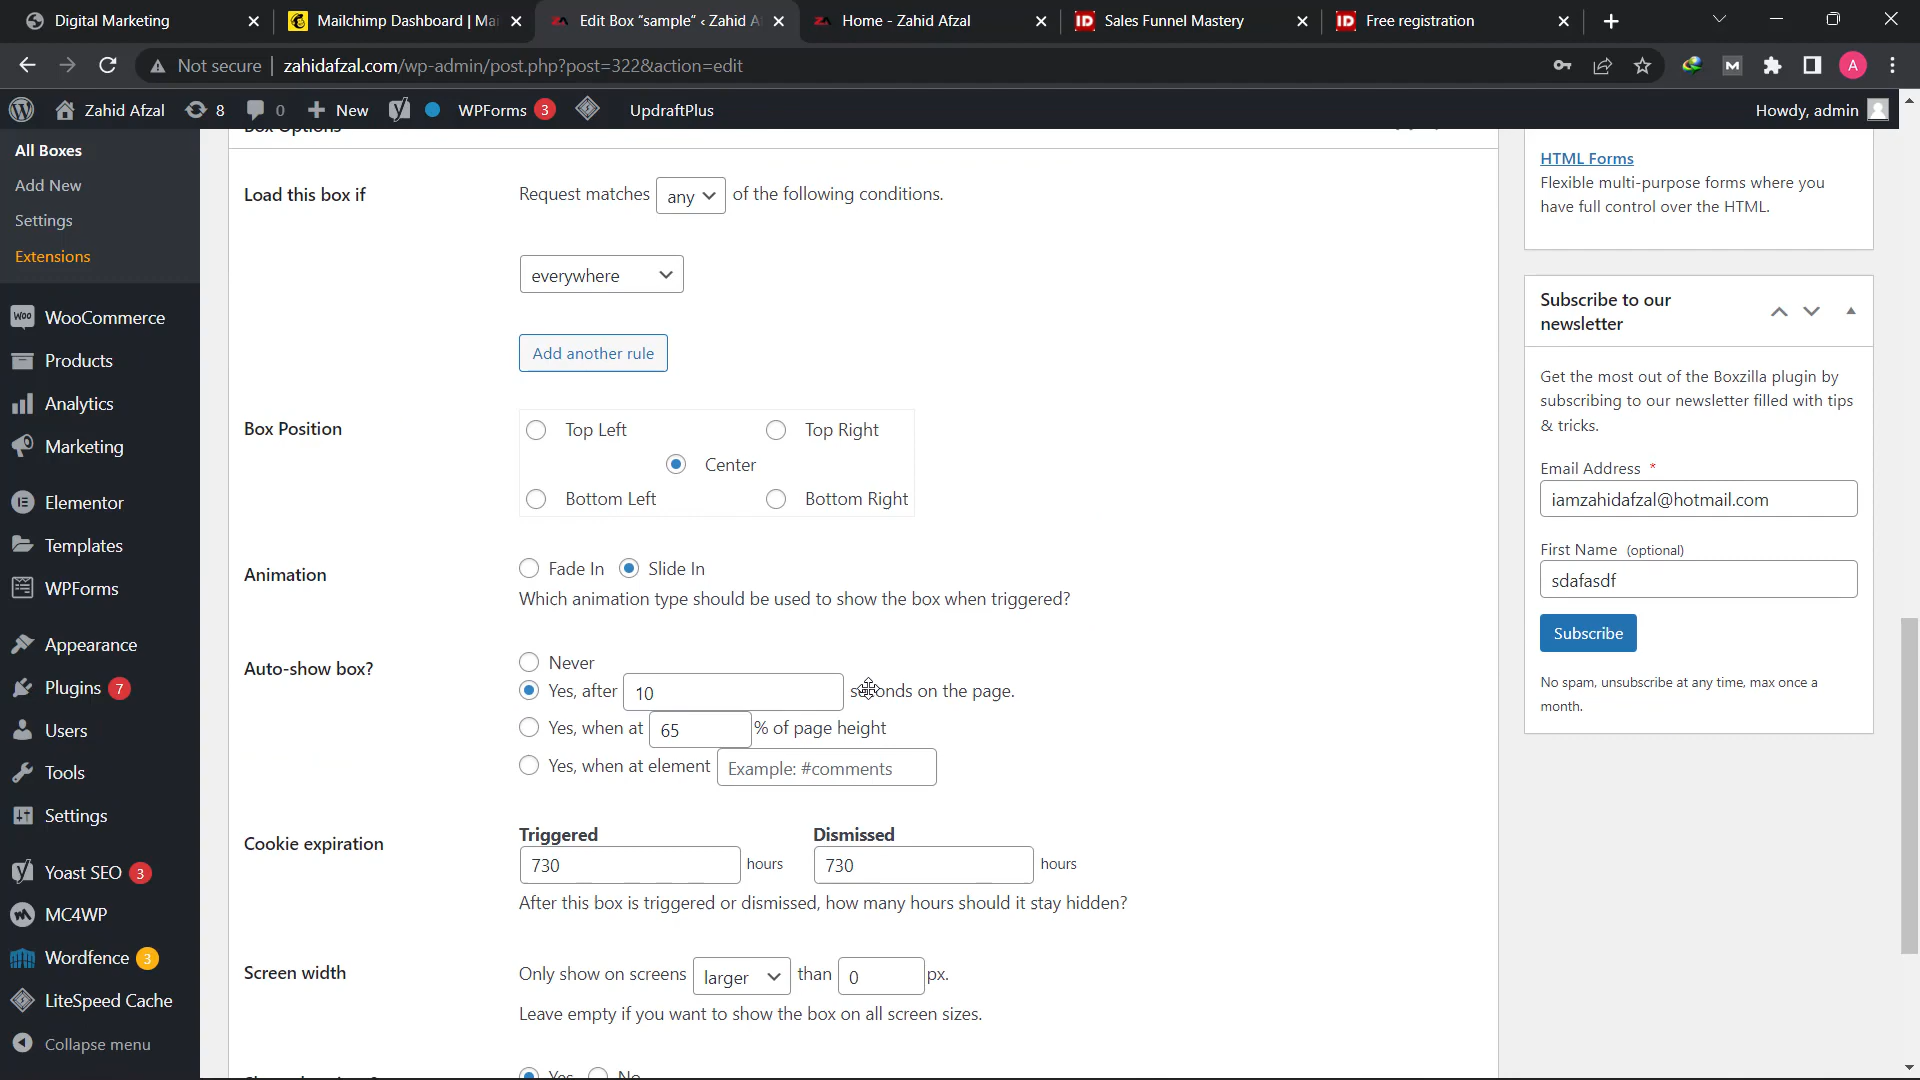 Digital Marketing
Mailchimp Dashboard | Mai
Edit Box "sample" ‹ Zahid A
Home - Zahid Afzal
Sales Funnel Mastery
Free registration
Not secure | zahidafzal.com/wp-admin/post.php?post=322&action=edit
Zahid Afzal 8 0 New WPForms 3 UpdraftPlus
Howdy, admin
All Boxes
Add New
Settings
Extensions
WooCommerce
Products
Analytics
Marketing
Elementor
Templates
WPForms
Appearance
Plugins 7
Users
Tools
Settings
Yoast SEO 3
MC4WP
Wordfence 3
LiteSpeed Cache
Collapse menu
Box Options
Load this box if
Request matches any of the following conditions.
everywhere
Add another rule
Box Position
Top Left
Top Right
Center
Bottom Left
Bottom Right
Animation
Fade In Slide In
Which animation type should be used to show the box when triggered?
Auto-show box?
Never
Yes, after 10 seconds on the page.
Yes, when at 65 % of page height
Yes, when at element Example: #comments
Cookie expiration
Triggered
Dismissed
730 hours
730 hours
After this box is triggered or dismissed, how many hours should it stay hidden?
Screen width
Only show on screens larger than 0 px.
Leave empty if you want to show the box on all screen sizes.
Yes No
HTML Forms
Flexible multi-purpose forms where you
have full control over the HTML.
Subscribe to our
newsletter
Get the most out of the Boxzilla plugin by
subscribing to our newsletter filled with tips
& tricks.
Email Address *
iamzahidafzal@hotmail.com
First Name (optional)
sdafasdf
Subscribe
No spam, unsubscribe at any time, max once a
month.